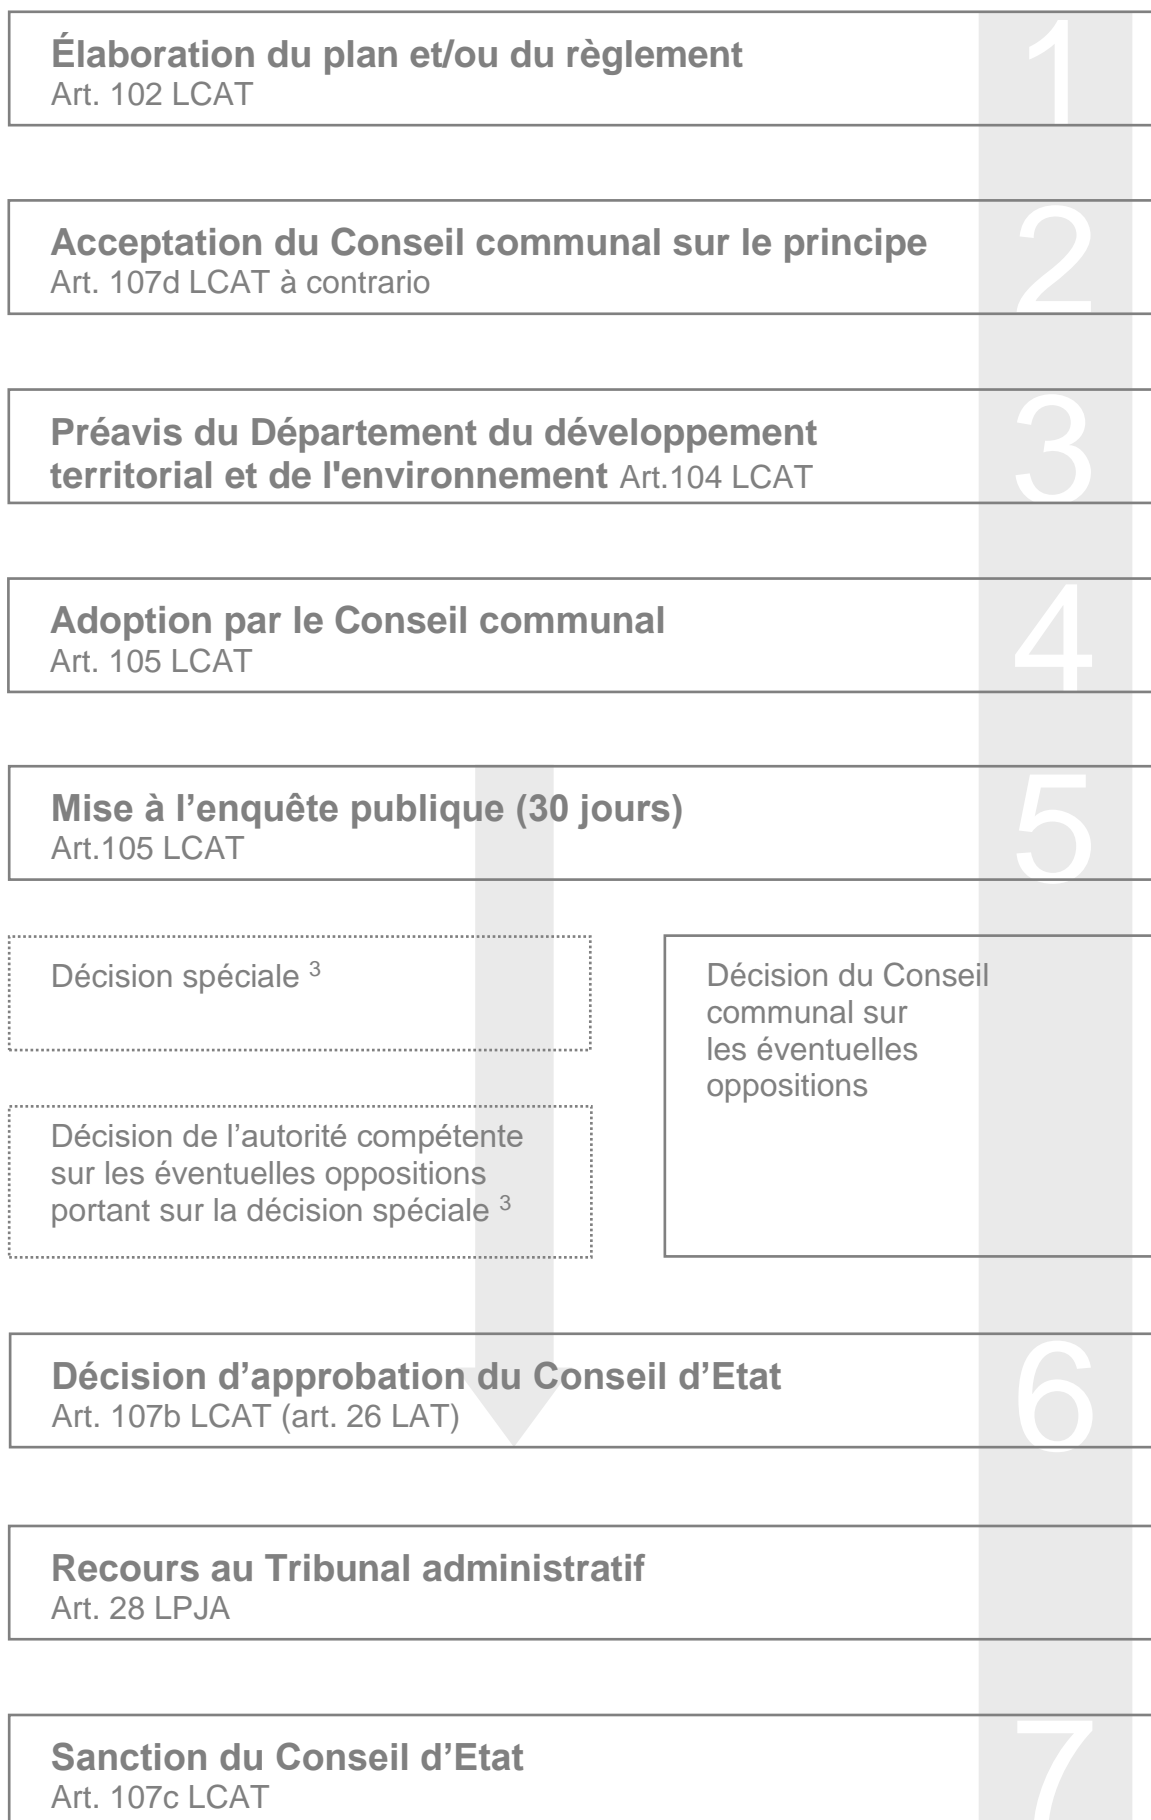 Élaboration du plan et/ou du règlement
Art. 102 LCAT
1
Acceptation du Conseil communal sur le principe
Art. 107d LCAT à contrario
2
Préavis du Département du développement
territorial et de l'environnement Art.104 LCAT
3
Adoption par le Conseil communal
Art. 105 LCAT
4
Mise à l’enquête publique (30 jours)
Art.105 LCAT
5
Décision spéciale ³
Décision de l’autorité compétente
sur les éventuelles oppositions
portant sur la décision spéciale ³
Décision du Conseil
communal sur
les éventuelles
oppositions
Décision d’approbation du Conseil d’Etat
Art. 107b LCAT (art. 26 LAT)
6
Recours au Tribunal administratif
Art. 28 LPJA
Sanction du Conseil d’Etat
Art. 107c LCAT
7